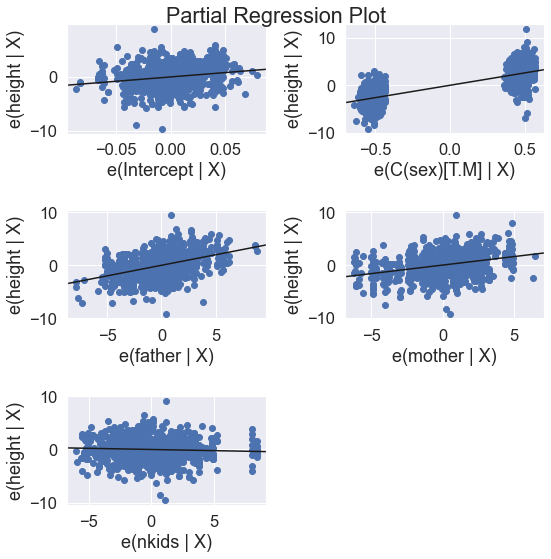 Partial Regression Plot
e(height | X)
0
−10
−0.05 0.00 0.05
e(Intercept | X)
e(height | X)
10
0
−10
−0.5 0.0 0.5
e(C(sex)[T.M] | X)
e(height | X)
10
0
−10
−5 0 5
e(father | X)
e(height | X)
10
0
−10
−5 0 5
e(mother | X)
e(height | X)
10
0
−10
−5 0 5
e(nkids | X)